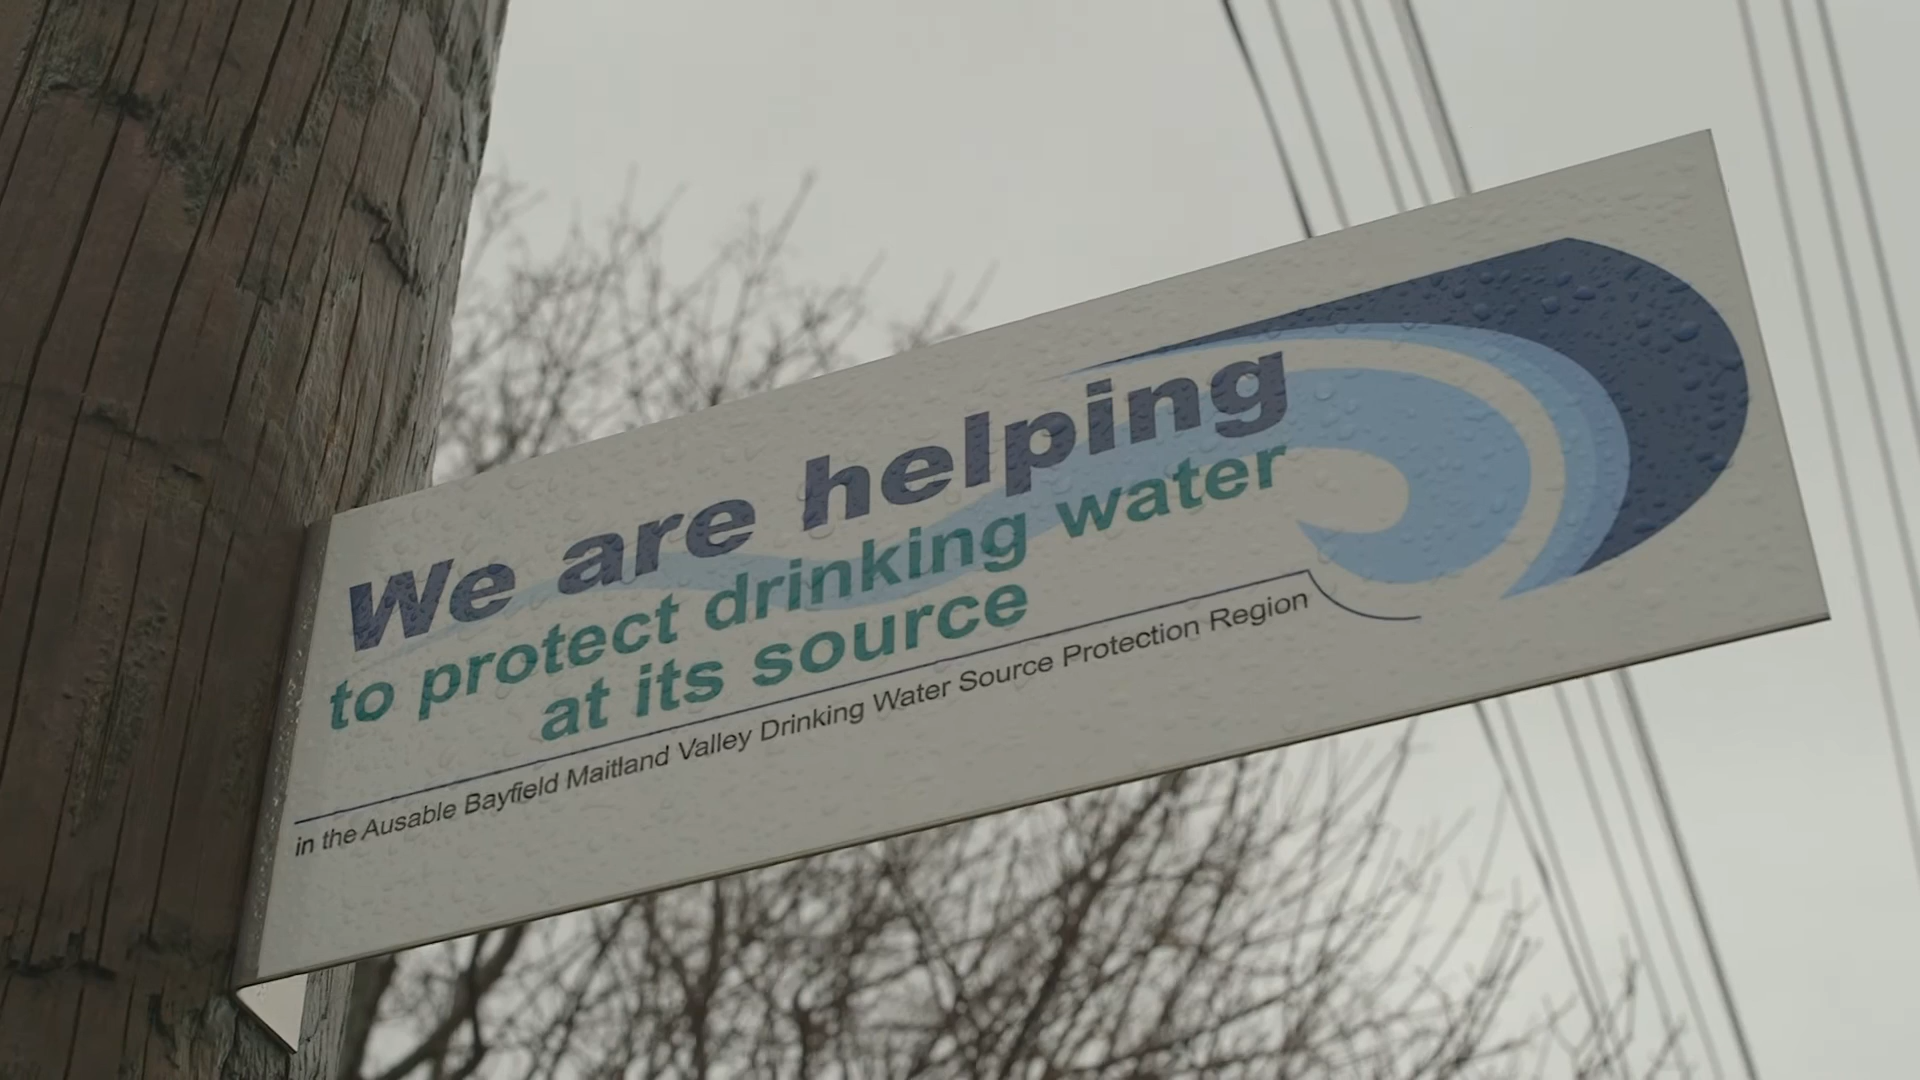 We are helping
to protect drinking water
at its source
in the Ausable Bayfield Maitland Valley Drinking Water Source Protection Region